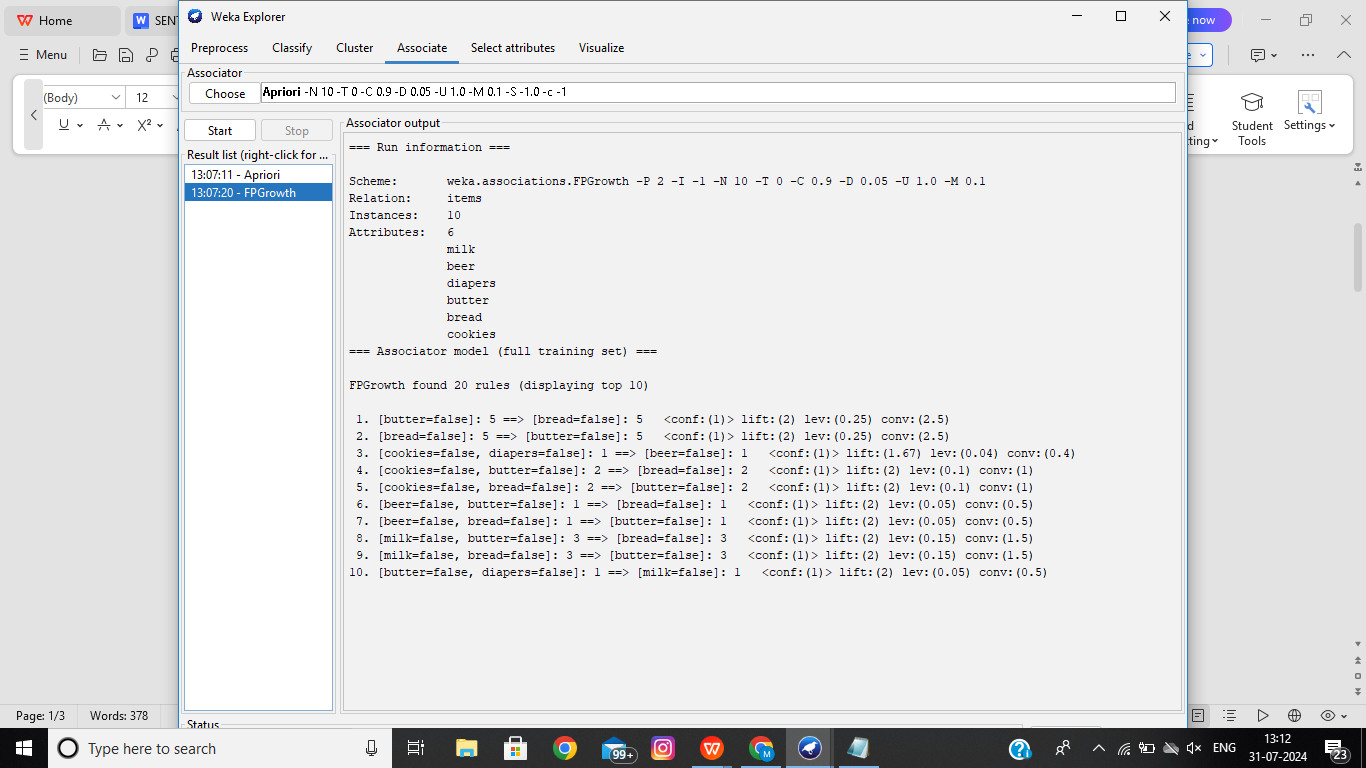 Home
SENT
Weka Explorer
now
Menu
Preprocess Classify Cluster Associate Select attributes Visualize
Associator
Choose Apriori -N 10 -T 0 -C 0.9 -D 0.05 -U 1.0 -M 0.1 -S -1.0 -c -1
(Body) 12
U A X²
Student Tools
Settings
Start Stop
Associator output
Result list (right-click for ...
13:07:11 - Apriori
13:07:20 - FPGrowth
=== Run information ===
Scheme: weka.associations.FPGrowth -P 2 -I -1 -N 10 -T 0 -C 0.9 -D 0.05 -U 1.0 -M 0.1
Relation: items
Instances: 10
Attributes: 6
milk
beer
diapers
butter
bread
cookies
=== Associator model (full training set) ===
FPGrowth found 20 rules (displaying top 10)
1. [butter=false]: 5 ==> [bread=false]: 5 <conf:(1)> lift:(2) lev:(0.25) conv:(2.5)
2. [bread=false]: 5 ==> [butter=false]: 5 <conf:(1)> lift:(2) lev:(0.25) conv:(2.5)
3. [cookies=false, diapers=false]: 1 ==> [beer=false]: 1 <conf:(1)> lift:(1.67) lev:(0.04) conv:(0.4)
4. [cookies=false, butter=false]: 2 ==> [bread=false]: 2 <conf:(1)> lift:(2) lev:(0.1) conv:(1)
5. [cookies=false, bread=false]: 2 ==> [butter=false]: 2 <conf:(1)> lift:(2) lev:(0.1) conv:(1)
6. [beer=false, butter=false]: 1 ==> [bread=false]: 1 <conf:(1)> lift:(2) lev:(0.05) conv:(0.5)
7. [beer=false, bread=false]: 1 ==> [butter=false]: 1 <conf:(1)> lift:(2) lev:(0.05) conv:(0.5)
8. [milk=false, butter=false]: 3 ==> [bread=false]: 3 <conf:(1)> lift:(2) lev:(0.15) conv:(1.5)
9. [milk=false, bread=false]: 3 ==> [butter=false]: 3 <conf:(1)> lift:(2) lev:(0.15) conv:(1.5)
10. [butter=false, diapers=false]: 1 ==> [milk=false]: 1 <conf:(1)> lift:(2) lev:(0.05) conv:(0.5)
Status
Page: 1/3 Words: 378
Type here to search
99+
ENG
13:12
31-07-2024
23